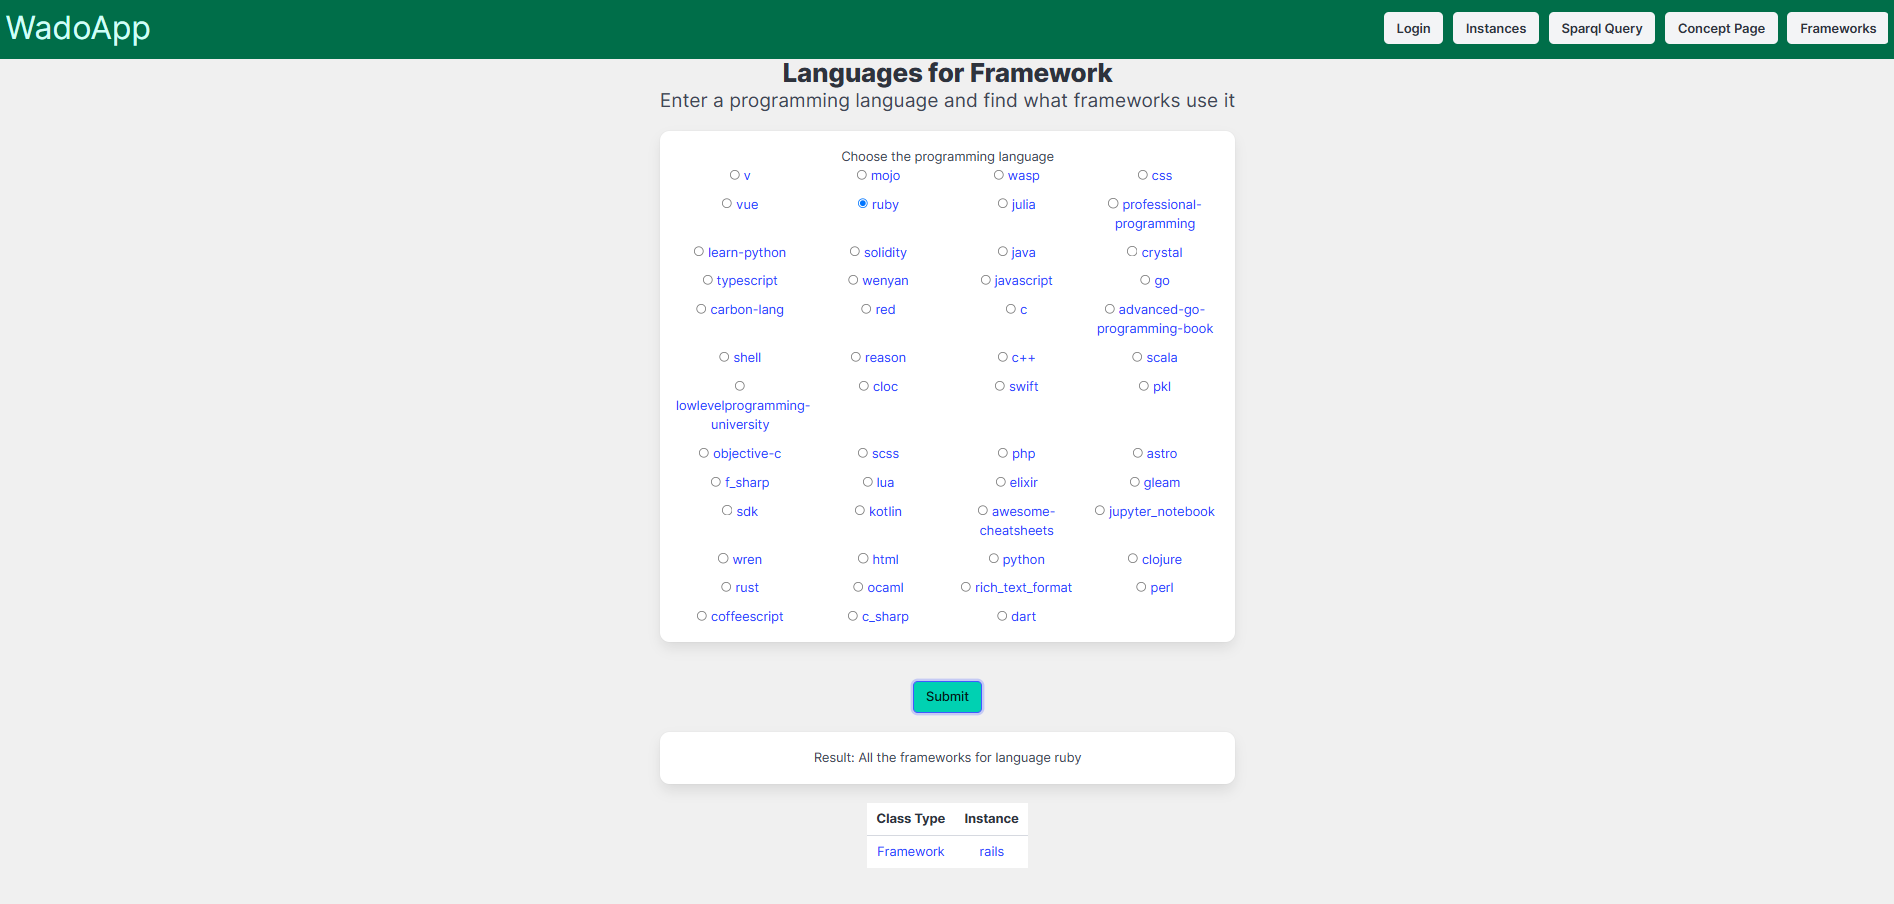 WadoApp
Login Instances Sparql Query Concept Page Frameworks
Languages for Framework
Enter a programming language and find what frameworks use it
Choose the programming language
v mojo wasp css
vue ruby julia professional-
programming
learn-python solidity java crystal
typescript wenyan javascript go
carbon-lang red c advanced-go-
programming-book
shell reason c++ scala
cloc swift pkl
lowlevelprogramming-
university
objective-c scss php astro
f_sharp lua elixir gleam
sdk kotlin awesome- jupyter_notebook
cheatsheets
wren html python clojure
rust ocaml rich_text_format perl
coffeescript c_sharp dart
Submit
Result: All the frameworks for language ruby
Class Type Instance
Framework rails